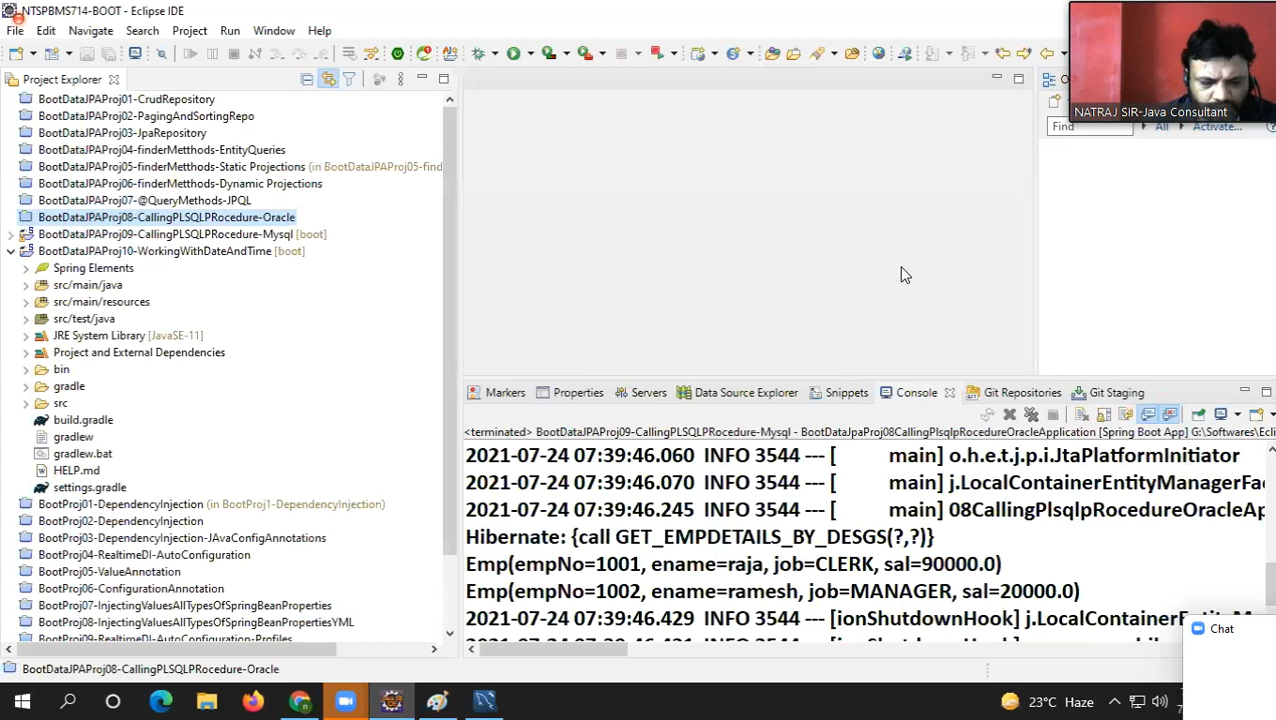 NTSPBMS714-BOOT - Eclipse IDE
File Edit Navigate Search Project Run Window Help
Project Explorer
BootDataJPAProj01-CrudRepository
BootDataJPAProj02-PagingAndSortingRepo
BootDataJPAProj03-JpaRepository
BootDataJPAProj04-finderMetthods-EntityQueries
BootDataJPAProj05-finderMetthods-Static Projections (in BootDataJPAProj05-find
BootDataJPAProj06-finderMetthods-Dynamic Projections
BootDataJPAProj07-@QueryMethods-JPQL
BootDataJPAProj08-CallingPLSQLPRocedure-Oracle
BootDataJPAProj09-CallingPLSQLPRocedure-Mysql [boot]
BootDataJPAProj10-WorkingWithDateAndTime [boot]
Spring Elements
src/main/java
src/main/resources
src/test/java
JRE System Library [JavaSE-11]
Project and External Dependencies
bin
gradle
src
build.gradle
gradlew
gradlew.bat
HELP.md
settings.gradle
BootProj01-DependencyInjection (in BootProj1-DependencyInjection)
BootProj02-DependencyInjection
BootProj03-DependencyInjection-JAvaConfigAnnotations
BootProj04-RealtimeDI-AutoConfiguration
BootProj05-ValueAnnotation
BootProj06-ConfigurationAnnotation
BootProj07-InjectingValuesAllTypesOfSpringBeanProperties
BootProj08-InjectingValuesAllTypesOfSpringBeanPropertiesYML
BootProj09-RealtimeDI-AutoConfiguration-Profiles
BootDataJPAProj08-CallingPLSQLPRocedure-Oracle
NATRAJ SIR-Java Consultant
Find All Activate...
Markers Properties Servers Data Source Explorer Snippets Console Git Repositories Git Staging
<terminated> BootDataJPAProj09-CallingPLSQLPRocedure-Mysql - BootDataJpaProj08CallingPlsqlpRocedureOracleApplication [Spring Boot App] G:\Softwares\Ecli
2021-07-24 07:39:46.060 INFO 3544 --- [ main] o.h.e.t.j.p.i.JtaPlatformInitiator
2021-07-24 07:39:46.070 INFO 3544 --- [ main] j.LocalContainerEntityManagerFa
2021-07-24 07:39:46.245 INFO 3544 --- [ main] 08CallingPlsqlpRocedureOracleAp
Hibernate: {call GET_EMPDETAILS_BY_DESGS(?,?)}
Emp(empNo=1001, ename=raja, job=CLERK, sal=90000.0)
Emp(empNo=1002, ename=ramesh, job=MANAGER, sal=20000.0)
2021-07-24 07:39:46.429 INFO 3544 --- [ionShutdownHook] j.LocalContainerEntityM
Chat
23°C Haze